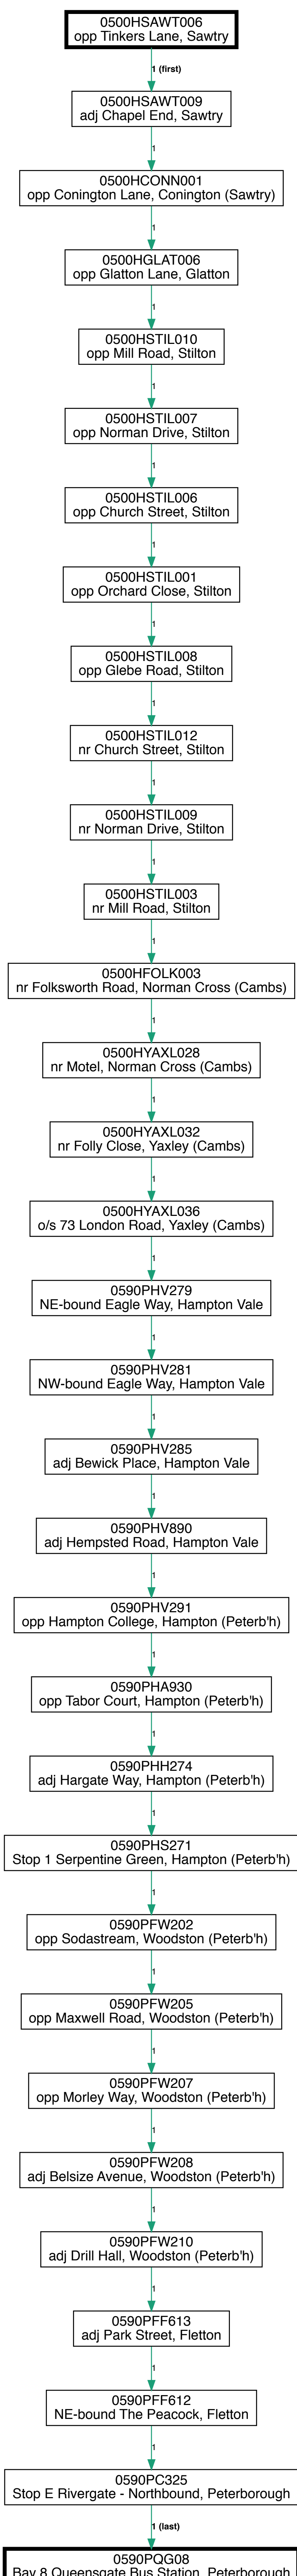 0500HSAWT006
opp Tinkers Lane, Sawtry
1 (first)
0500HSAWT009
adj Chapel End, Sawtry
1
0500HCONN001
opp Conington Lane, Conington (Sawtry)
1
0500HGLAT006
opp Glatton Lane, Glatton
1
0500HSTIL010
opp Mill Road, Stilton
1
0500HSTIL007
opp Norman Drive, Stilton
1
0500HSTIL006
opp Church Street, Stilton
1
0500HSTIL001
opp Orchard Close, Stilton
1
0500HSTIL008
opp Glebe Road, Stilton
1
0500HSTIL012
nr Church Street, Stilton
1
0500HSTIL009
nr Norman Drive, Stilton
1
0500HSTIL003
nr Mill Road, Stilton
1
0500HFOLK003
nr Folksworth Road, Norman Cross (Cambs)
1
0500HYAXL028
nr Motel, Norman Cross (Cambs)
1
0500HYAXL032
nr Folly Close, Yaxley (Cambs)
1
0500HYAXL036
o/s 73 London Road, Yaxley (Cambs)
1
0590PHV279
NE-bound Eagle Way, Hampton Vale
1
0590PHV281
NW-bound Eagle Way, Hampton Vale
1
0590PHV285
adj Bewick Place, Hampton Vale
1
0590PHV890
adj Hempsted Road, Hampton Vale
1
0590PHV291
opp Hampton College, Hampton (Peterb'h)
1
0590PHA930
opp Tabor Court, Hampton (Peterb'h)
1
0590PHH274
adj Hargate Way, Hampton (Peterb'h)
1
0590PHS271
Stop 1 Serpentine Green, Hampton (Peterb'h)
1
0590PFW202
opp Sodastream, Woodston (Peterb'h)
1
0590PFW205
opp Maxwell Road, Woodston (Peterb'h)
1
0590PFW207
opp Morley Way, Woodston (Peterb'h)
1
0590PFW208
adj Belsize Avenue, Woodston (Peterb'h)
1
0590PFW210
adj Drill Hall, Woodston (Peterb'h)
1
0590PFF613
adj Park Street, Fletton
1
0590PFF612
NE-bound The Peacock, Fletton
1
0590PC325
Stop E Rivergate - Northbound, Peterborough
1 (last)
0590PQG08
Bay 8 Queensgate Bus Station, Peterborough